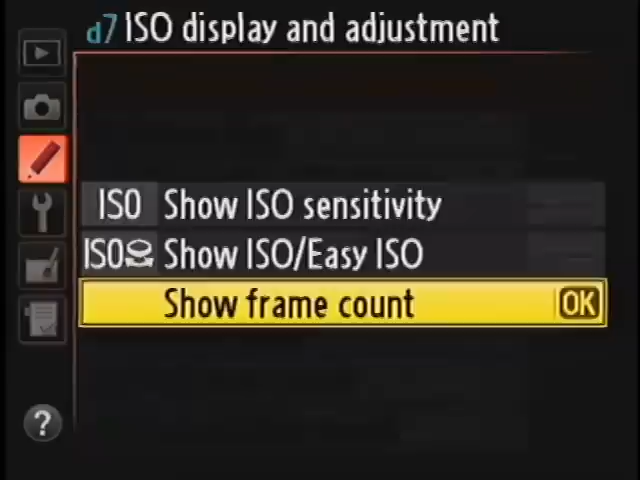 d7 ISO display and adjustment
ISO Show ISO sensitivity
ISO Show ISO/Easy ISO
Show frame count OK
?